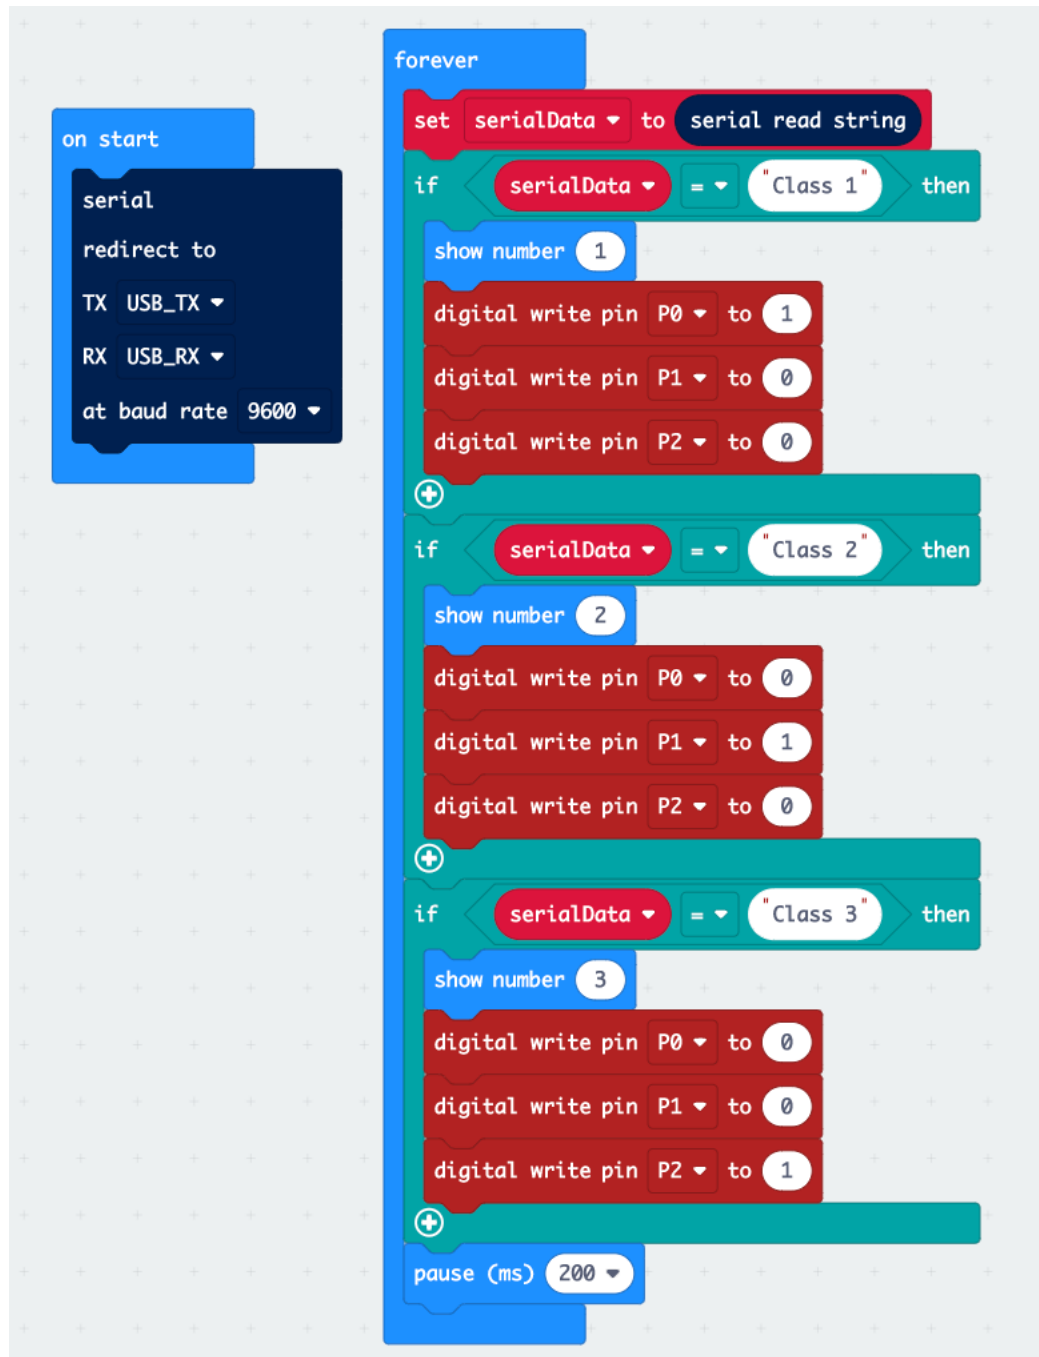 on start
serial
redirect to
TX USB_TX
RX USB_RX
at baud rate 9600
forever
set serialData to serial read string
if serialData = "Class 1" then
show number 1
digital write pin P0 to 1
digital write pin P1 to 0
digital write pin P2 to 0
if serialData = "Class 2" then
show number 2
digital write pin P0 to 0
digital write pin P1 to 1
digital write pin P2 to 0
if serialData = "Class 3" then
show number 3
digital write pin P0 to 0
digital write pin P1 to 0
digital write pin P2 to 1
pause (ms) 200